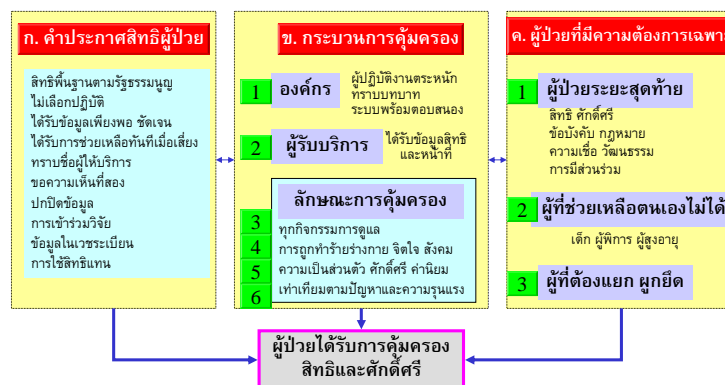 ก. คำประกาศสิทธิผู้ป่วย
สิทธิพื้นฐานตามรัฐธรรมนูญ
ไม่เลือกปฏิบัติ
ได้รับข้อมูลเพียงพอ ชัดเจน
ได้รับการช่วยเหลือทันทีเมื่อเสี่ยง
ทราบชื่อผู้ให้บริการ
ขอความเห็นที่สอง
ปกปิดข้อมูล
การเข้าร่วมวิจัย
ข้อมูลในเวชระเบียน
การใช้สิทธิแทน
ข. กระบวนการคุ้มครอง
1 องค์กร
ผู้ปฏิบัติงานตระหนัก
ทราบบทบาท
ระบบพร้อมตอบสนอง
2 ผู้รับบริการ
ได้รับข้อมูลสิทธิ
และหน้าที่
ลักษณะการคุ้มครอง
3 ทุกกิจกรรมการดูแล
4 การถูกทำร้ายร่างกาย จิตใจ สังคม
5 ความเป็นส่วนตัว ศักดิ์ศรี ค่านิยม
6 เท่าเทียมตามปัญหาและความรุนแรง
ค. ผู้ป่วยที่มีความต้องการเฉพาะ
1 ผู้ป่วยระยะสุดท้าย
สิทธิ ศักดิ์ศรี
ข้อบังคับ กฎหมาย
ความเชื่อ วัฒนธรรม
การมีส่วนร่วม
2 ผู้ที่ช่วยเหลือตนเองไม่ได้
เด็ก ผู้พิการ ผู้สูงอายุ
3 ผู้ที่ต้องแยก ผูกยึด
ผู้ป่วยได้รับการคุ้มครอง
สิทธิและศักดิ์ศรี